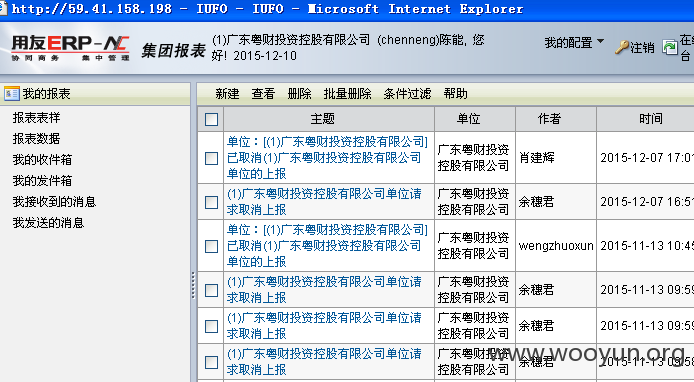 http://59.41.158.198 - IUFO - IUFO - Microsoft Internet Explorer
用友ERP-NC
协同商务 集中管理
集团报表
(1)广东粤财投资控股有限公司 (chenneng)陈能, 您
好! 2015-12-10
我的配置
注销
在线
台
我的报表
报表表样
报表数据
我的收件箱
我的发件箱
我接收到的消息
我发送的消息
新建 查看 删除 批量删除 条件过滤 帮助
主题 单位 作者 时间
单位：[(1)广东粤财投资控股有限公司]
已取消(1)广东粤财投资控股有限公司
单位的上报
广东粤财投资
控股有限公司
肖建辉
2015-12-07 17:01
(1)广东粤财投资控股有限公司单位请
求取消上报
广东粤财投资
控股有限公司
余穗君
2015-12-07 16:51
单位：[(1)广东粤财投资控股有限公司]
已取消(1)广东粤财投资控股有限公司
单位的上报
广东粤财投资
控股有限公司
wengzhuoxun
2015-11-13 10:45
(1)广东粤财投资控股有限公司单位请
求取消上报
广东粤财投资
控股有限公司
余穗君
2015-11-13 09:59
(1)广东粤财投资控股有限公司单位请
求取消上报
广东粤财投资
控股有限公司
余穗君
2015-11-13 09:59
(1)广东粤财投资控股有限公司单位请
求取消上报
广东粤财投资
控股有限公司
余穗君
2015-11-13 09:58
www.wooyun.org